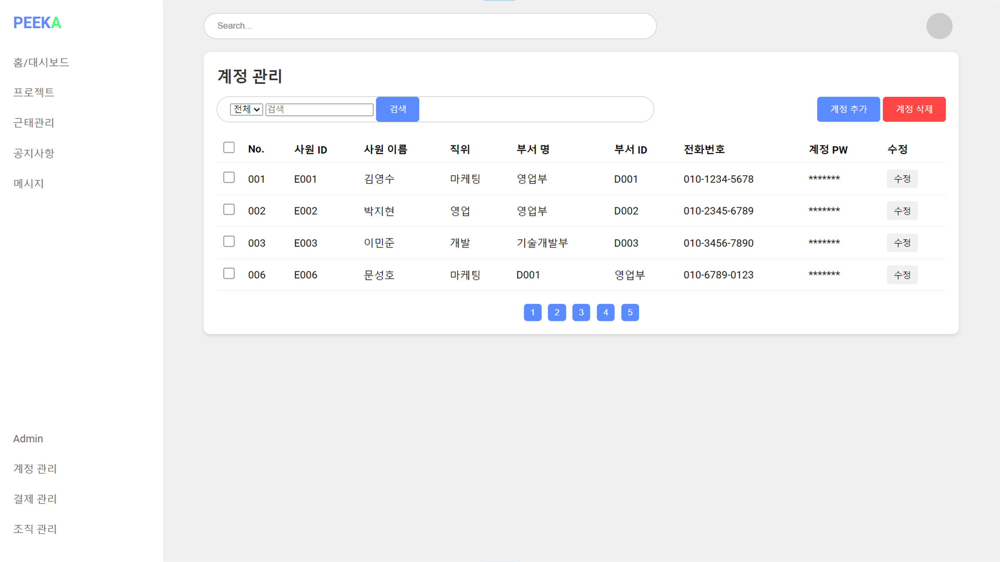 PEEKA
홈/대시보드
프로젝트
근태관리
공지사항
메시지
Admin
계정 관리
결제 관리
조직 관리
Search...
계정 관리
전체 검색 검색 계정 추가 계정 삭제
No. 사원 ID 사원 이름 직위 부서 명 부서 ID 전화번호 계정 PW 수정
001 E001 김영수 마케팅 영업부 D001 010-1234-5678 ******* 수정
002 E002 박지현 영업 영업부 D002 010-2345-6789 ******* 수정
003 E003 이민준 개발 기술개발부 D003 010-3456-7890 ******* 수정
006 E006 문성호 마케팅 D001 영업부 010-6789-0123 ******* 수정
1 2 3 4 5